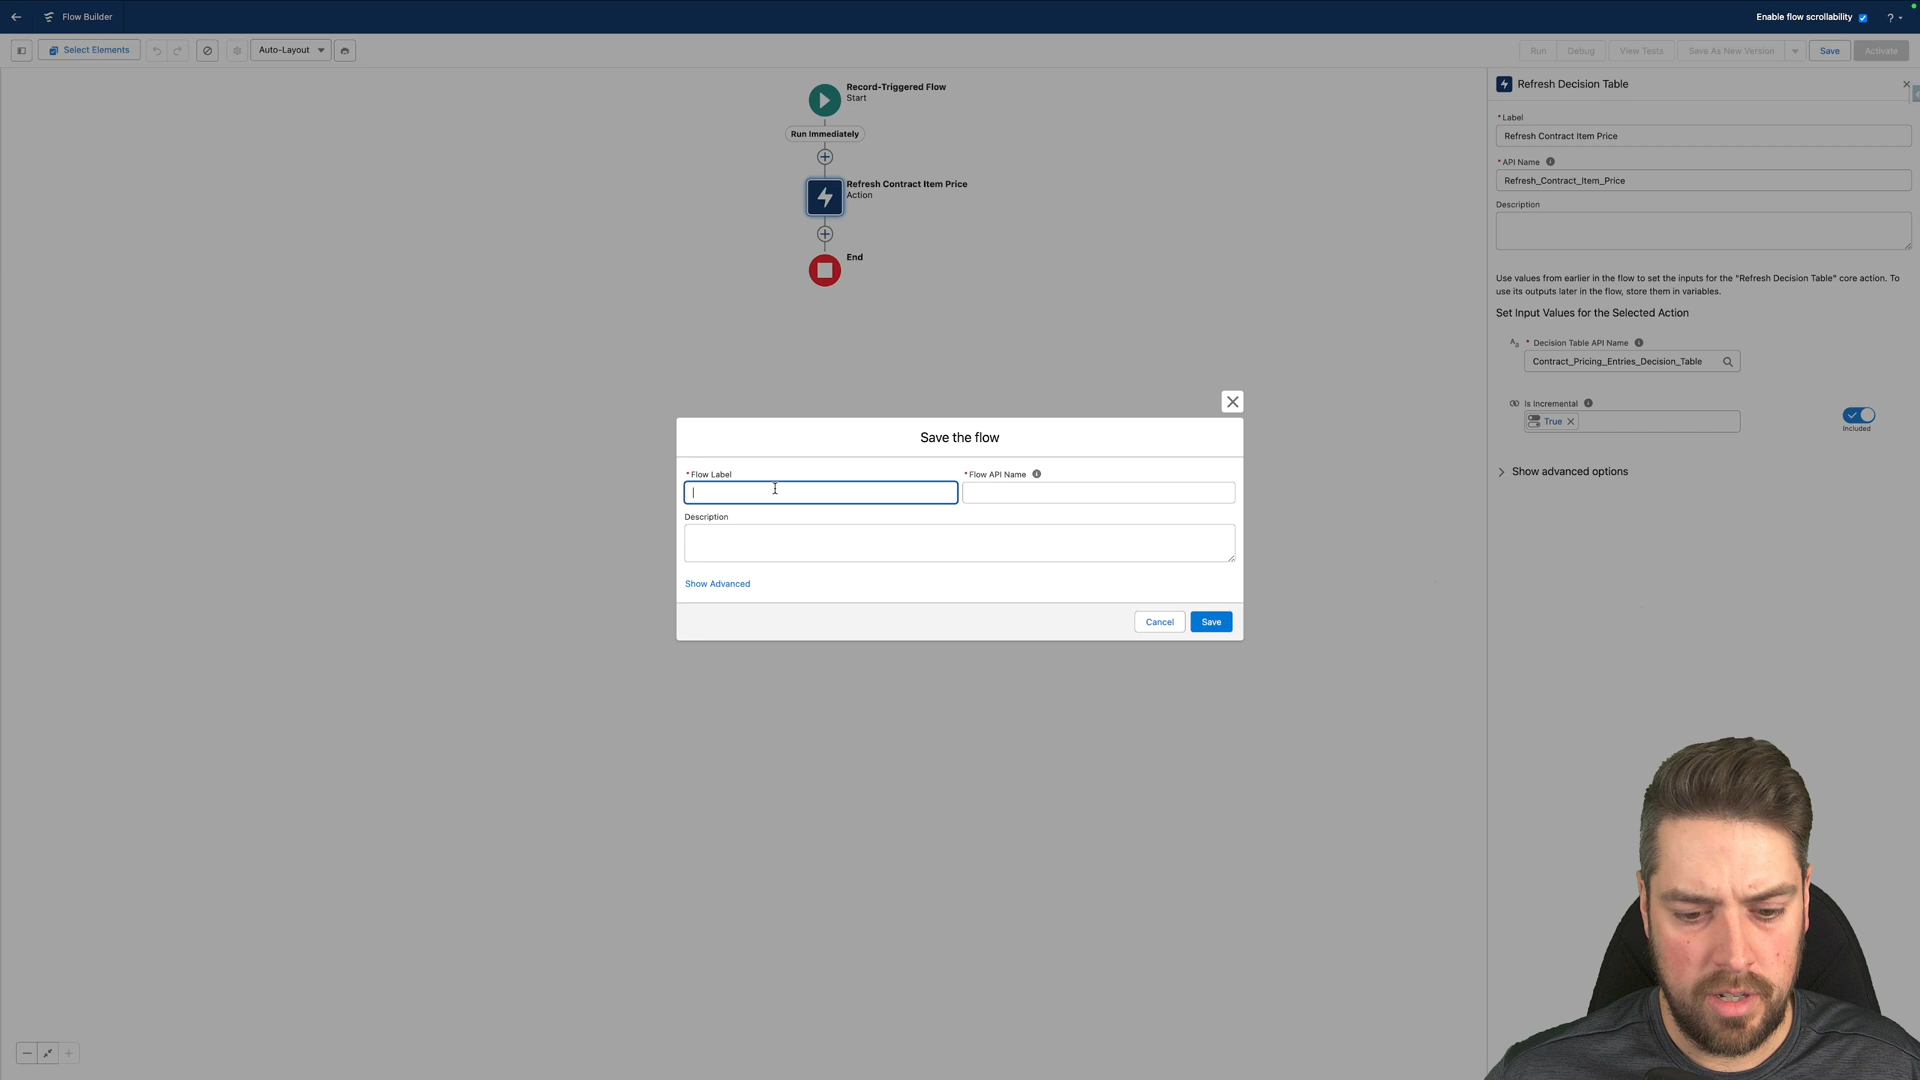 Flow Builder
Enable flow scrollability
?
Select Elements
Auto-Layout
Run
Debug
View Tests
Save As New Version
Save
Activate
Record-Triggered Flow
Start
Run Immediately
Refresh Contract Item Price
Action
End
Refresh Decision Table
* Label
Refresh Contract Item Price
* API Name
Refresh_Contract_Item_Price
Description
Use values from earlier in the flow to set the inputs for the "Refresh Decision Table" core action. To
use its outputs later in the flow, store them in variables.
Set Input Values for the Selected Action
Aa * Decision Table API Name
Contract_Pricing_Entries_Decision_Table
Is Incremental
True
Included
Show advanced options
Save the flow
* Flow Label
* Flow API Name
Description
Show Advanced
Cancel
Save